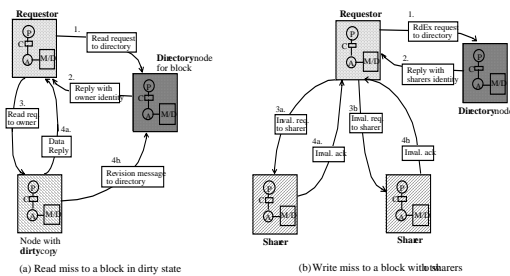 Requestor
P
C
A
M/D
1.
Read request
to directory
Directory node
for block
2.
Reply with
owner identity
P
C
A
M/D
3.
Read req.
to owner
4a.
Data
Reply
4b.
Revision message
to directory
P
C
A
M/D
Node with
dirty copy
(a) Read miss to a block in dirty state
Requestor
P
C
A
M/D
1.
RdEx request
to directory
2.
Reply with
sharers identity
P
C
A
M/D
Directory node
3a.
Inval. req.
to sharer
4a.
Inval. ack
3b.
Inval. req.
to sharer
4b.
Inval. ack
P
C
A
M/D
Sharer
P
C
A
M/D
Sharer
(b) Write miss to a block with two sharers